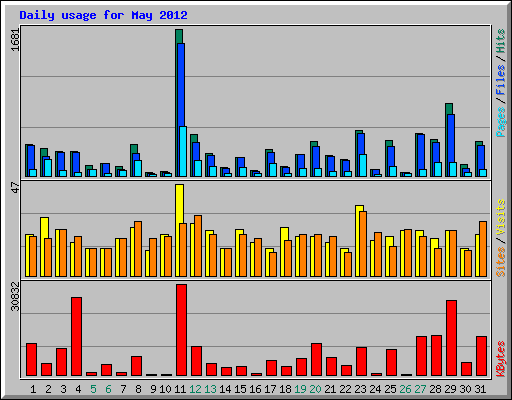 Daily usage for May 2012
1681
Pages / Files / Hits
47
Sites / Visits
30832
KBytes
1 2 3 4 5 6 7 8 9 10 11 12 13 14 15 16 17 18 19 20 21 22 23 24 25 26 27 28 29 30 31